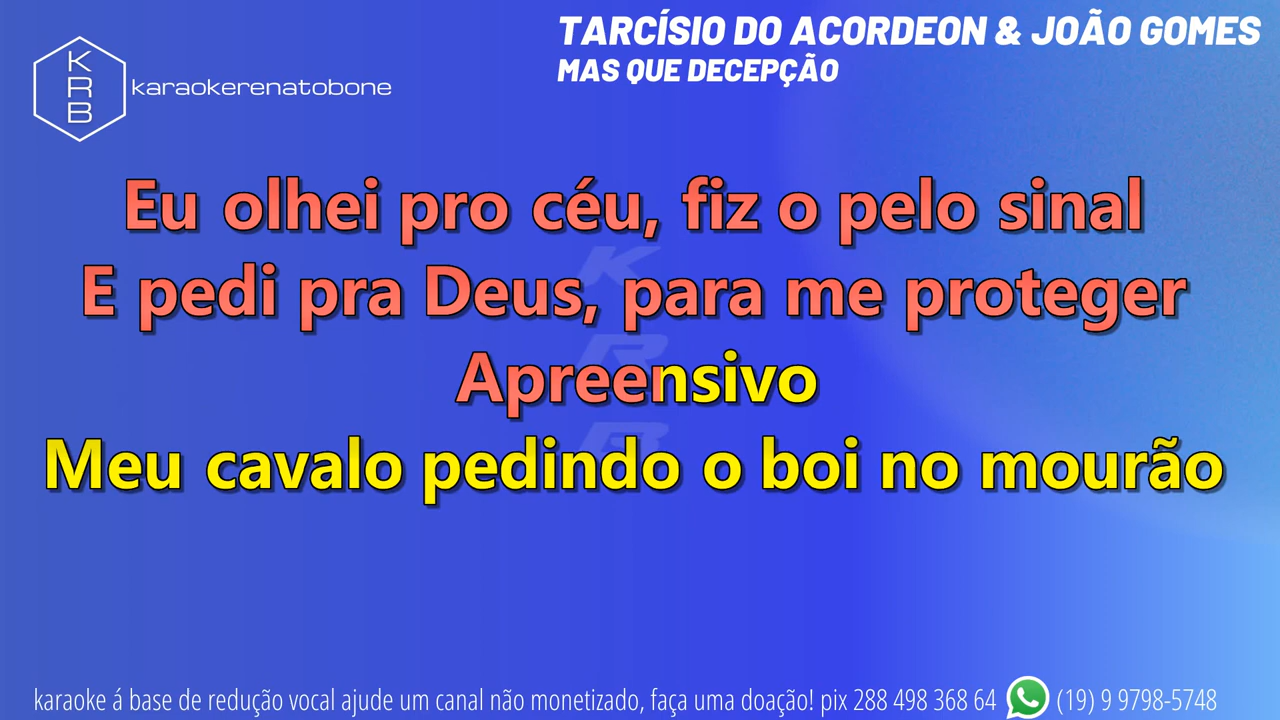 TARCÍSIO DO ACORDEON & JOÃO GOMES
MAS QUE DECEPÇÃO
KRB
karaokerenatobone
Eu olhei pro céu, fiz o pelo sinal
E pedi pra Deus, para me proteger
Apreensivo
Meu cavalo pedindo o boi no mourão
KRB
karaoke á base de redução vocal ajude um canal não monetizado, faça uma doação! pix 288 498 368 64 (19) 9 9798-5748